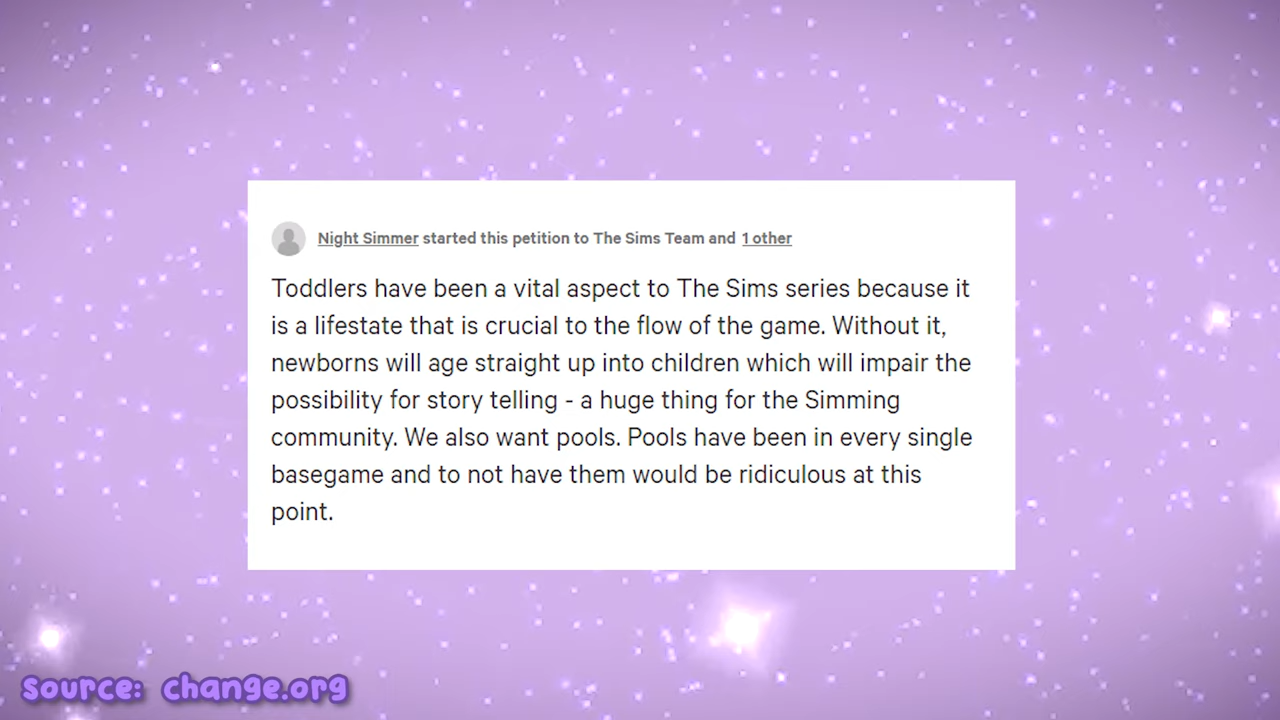 Night Simmer started this petition to The Sims Team and 1 other
Toddlers have been a vital aspect to The Sims series because it
is a lifestate that is crucial to the flow of the game. Without it,
newborns will age straight up into children which will impair the
possibility for story telling - a huge thing for the Simming
community. We also want pools. Pools have been in every single
basegame and to not have them would be ridiculous at this
point.
source: change.org